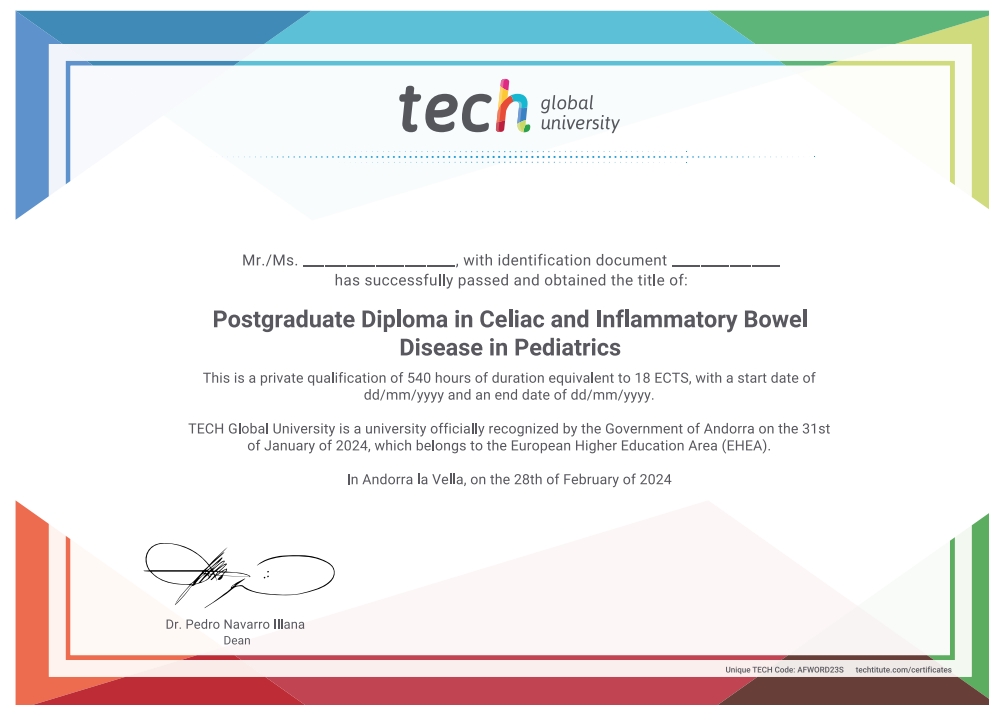 tech global university
Mr./Ms. ________________, with identification document ___________
has successfully passed and obtained the title of:
Postgraduate Diploma in Celiac and Inflammatory Bowel
Disease in Pediatrics
This is a private qualification of 540 hours of duration equivalent to 18 ECTS, with a start date of
dd/mm/yyyy and an end date of dd/mm/yyyy.
TECH Global University is a university officially recognized by the Government of Andorra on the 31st
of January of 2024, which belongs to the European Higher Education Area (EHEA).
In Andorra la Vella, on the 28th of February of 2024
Dr. Pedro Navarro Illana
Dean
Unique TECH Code: AFWORD23S techtitute.com/certificates